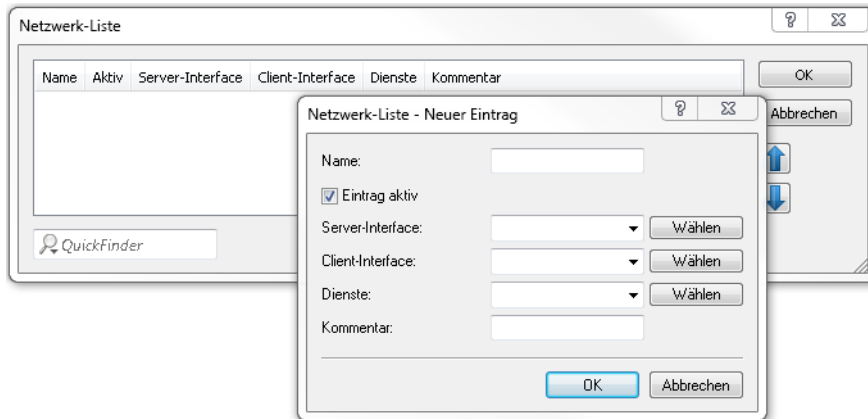 Netzwerk-Liste
Name Aktiv Server-Interface Client-Interface Dienste Kommentar
OK
Abbrechen
QuickFinder
Netzwerk-Liste - Neuer Eintrag
Name:
Eintrag aktiv
Server-Interface: Wählen
Client-Interface: Wählen
Dienste: Wählen
Kommentar:
OK Abbrechen